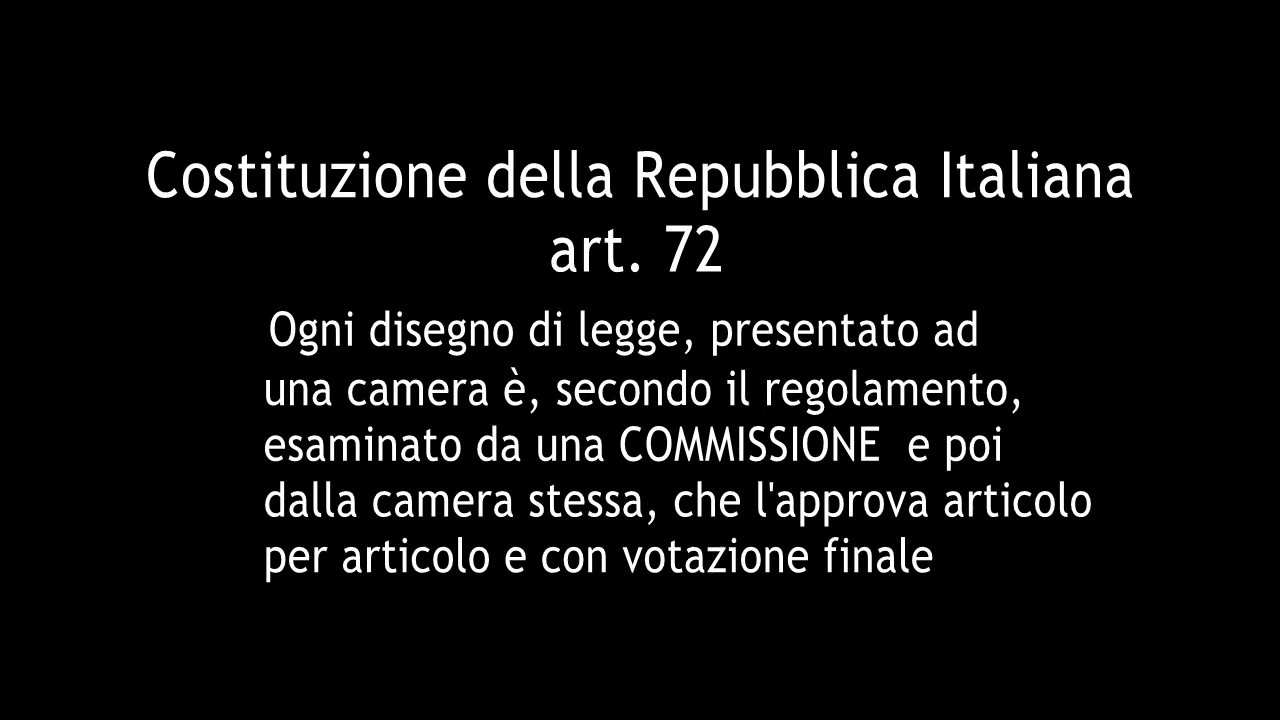 Costituzione della Repubblica Italiana
art. 72
Ogni disegno di legge, presentato ad
una camera è, secondo il regolamento,
esaminato da una COMMISSIONE e poi
dalla camera stessa, che l'approva articolo
per articolo e con votazione finale